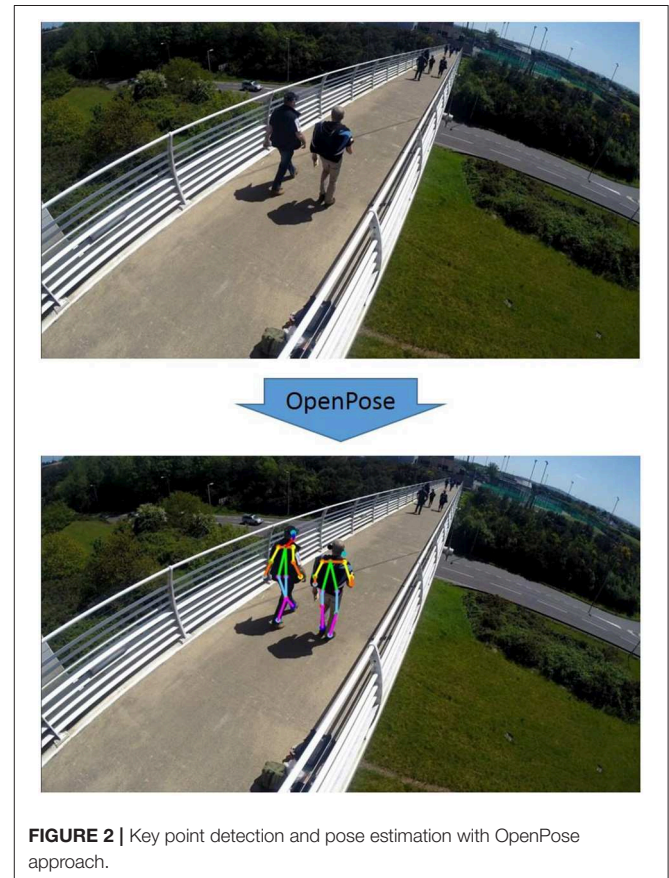 OpenPose
FIGURE 2 | Key point detection and pose estimation with OpenPose
approach.